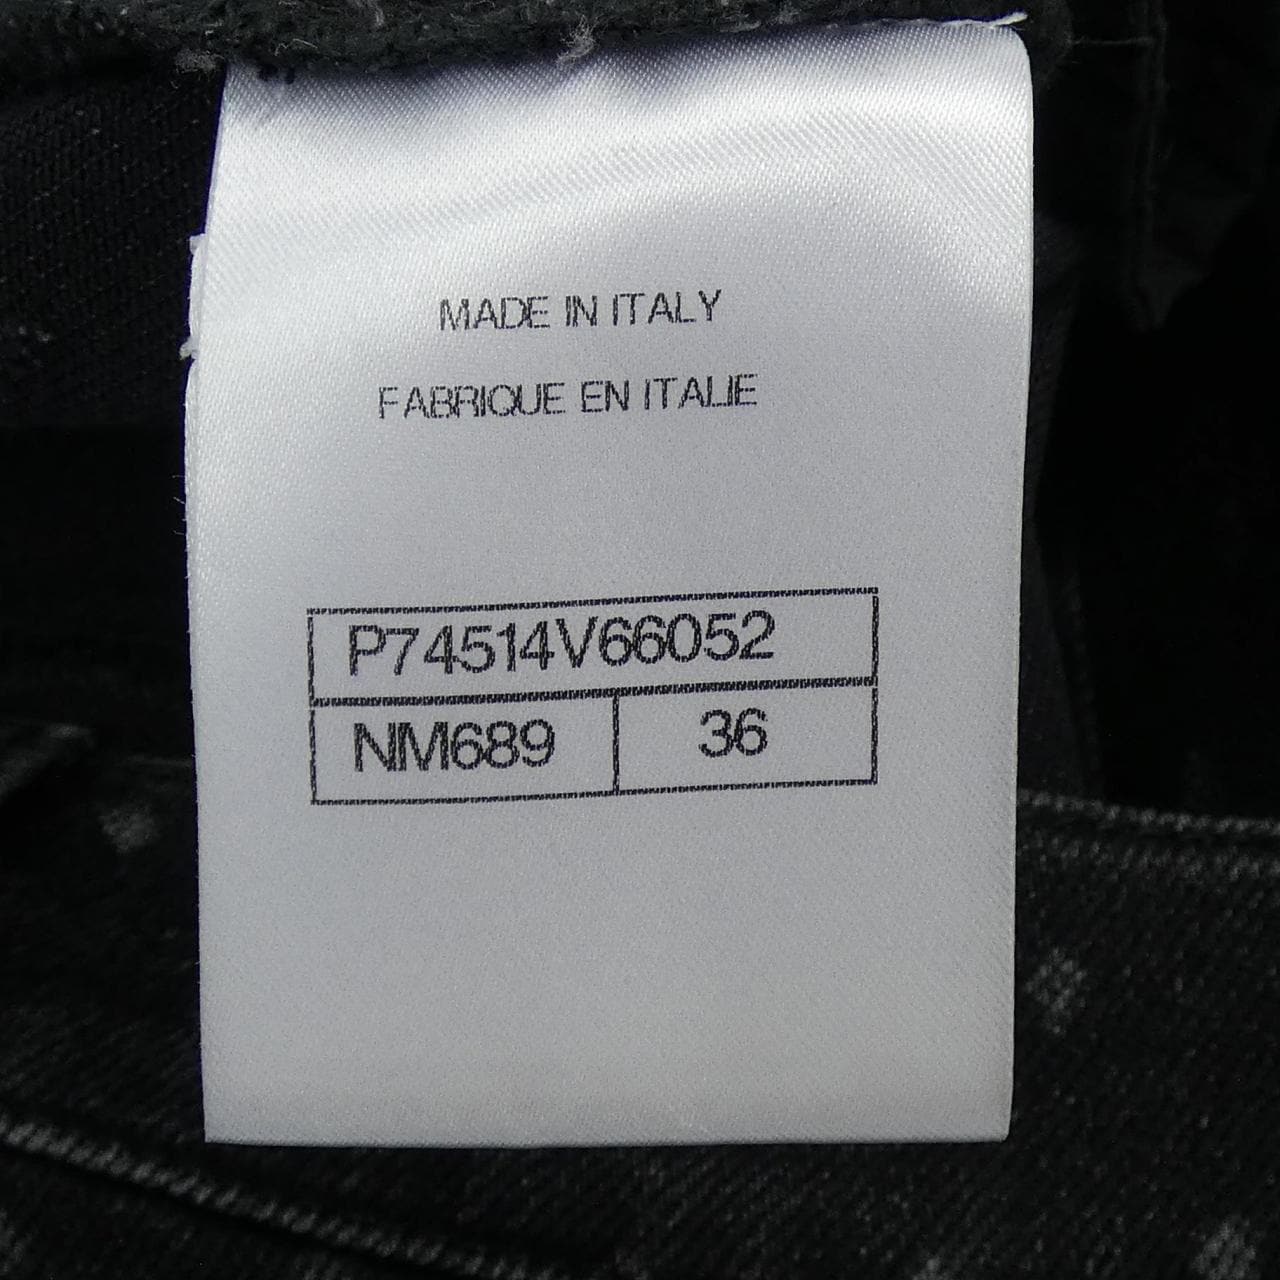 MADE IN ITALY
FABRIQUE EN ITALIE
P74514V66052
NM689 36